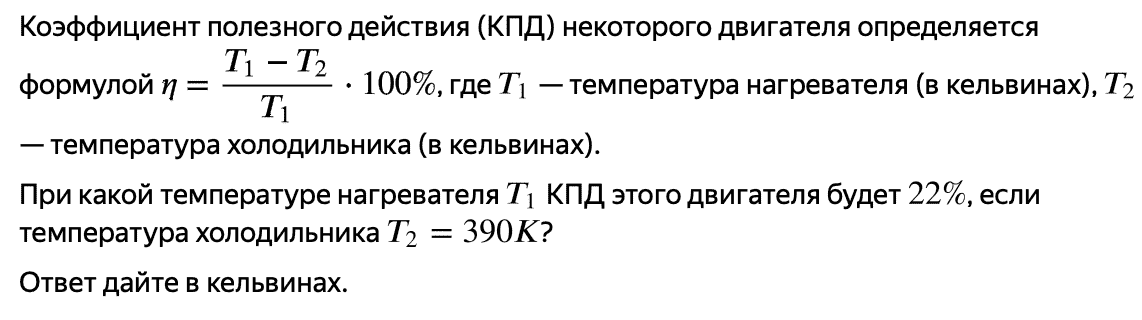 Коэффициент полезного действия (КПД) некоторого двигателя определяется
формулой η = \frac{T_1 − T_2}{T_1} · 100%, где T_1 — температура нагревателя (в кельвинах), T_2
— температура холодильника (в кельвинах).
При какой температуре нагревателя T_1 КПД этого двигателя будет 22%, если
температура холодильника T_2 = 390K?
Ответ дайте в кельвинах.